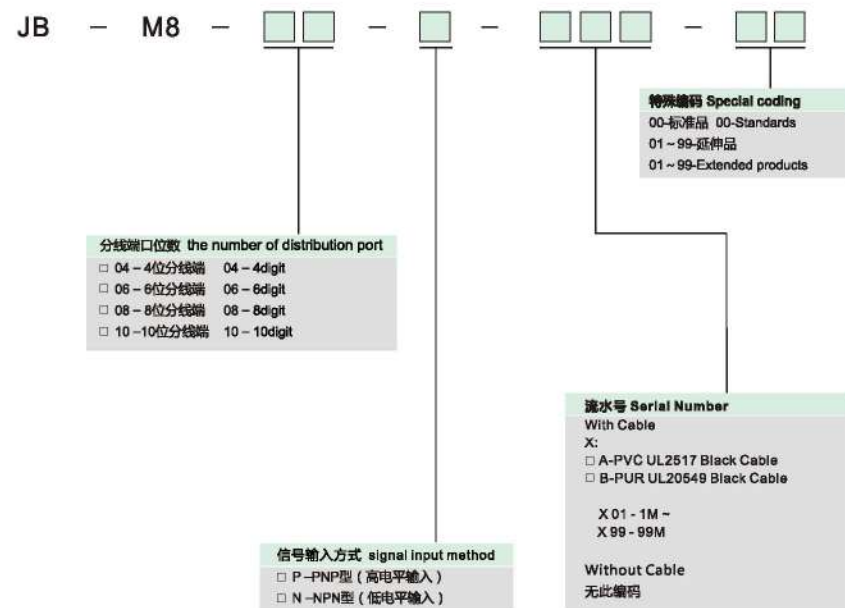 JB – M8 – □□ – □ – □□□ – □□
特殊编码 Special coding
00-标准品 00-Standards
01~99-延伸品
01~99-Extended products
分线端口位数 the number of distribution port
□ 04–4位分线端 04–4digit
□ 06–6位分线端 06–6digit
□ 08–8位分线端 08–8digit
□ 10–10位分线端 10–10digit
流水号 Serial Number
With Cable
X:
□ A-PVC UL2517 Black Cable
□ B-PUR UL20549 Black Cable
X 01 - 1M ~
X 99 - 99M
Without Cable
无此编码
信号输入方式 signal input method
□ P–PNP型（高电平输入）
□ N–NPN型（低电平输入）